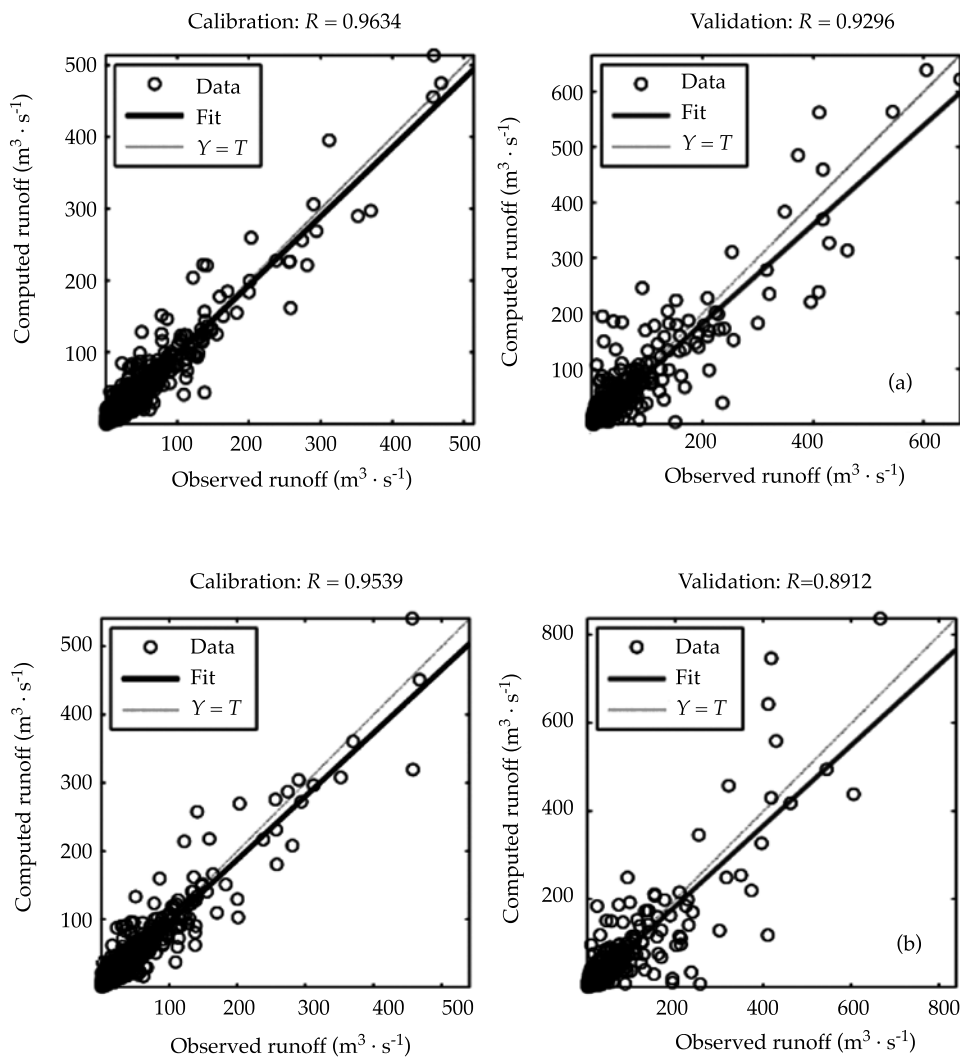 Calibration: R = 0.9634
500
400
300
200
100
100 200 300 400 500
Computed runoff (m³ · s⁻¹)
Observed runoff (m³ · s⁻¹)
Data
Fit
Y = T
Validation: R = 0.9296
600
500
400
300
200
100
200 400 600
Computed runoff (m³ · s⁻¹)
Observed runoff (m³ · s⁻¹)
Data
Fit
Y = T
(a)
Calibration: R = 0.9539
500
400
300
200
100
100 200 300 400 500
Computed runoff (m³ · s⁻¹)
Observed runoff (m³ · s⁻¹)
Data
Fit
Y = T
Validation: R=0.8912
800
600
400
200
200 400 600 800
Computed runoff (m³ · s⁻¹)
Observed runoff (m³ · s⁻¹)
Data
Fit
Y = T
(b)